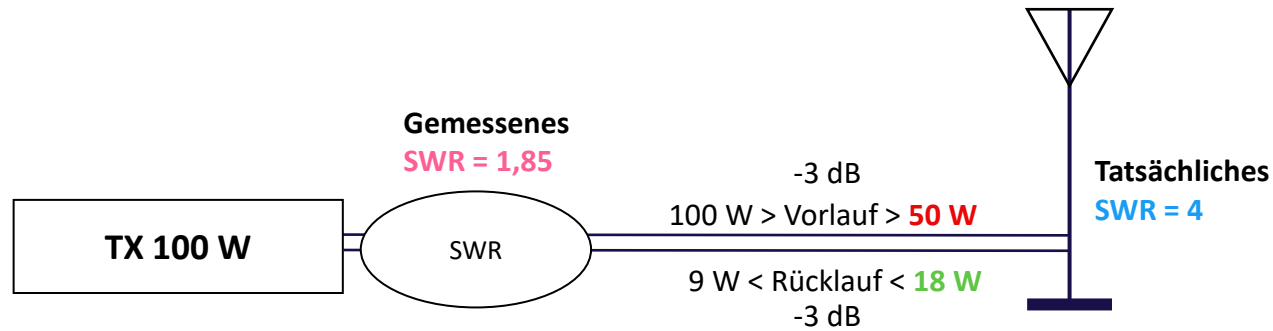 Gemessenes
SWR = 1,85
TX 100 W
SWR
-3 dB
100 W > Vorlauf > 50 W
9 W < Rücklauf < 18 W
-3 dB
Tatsächliches
SWR = 4